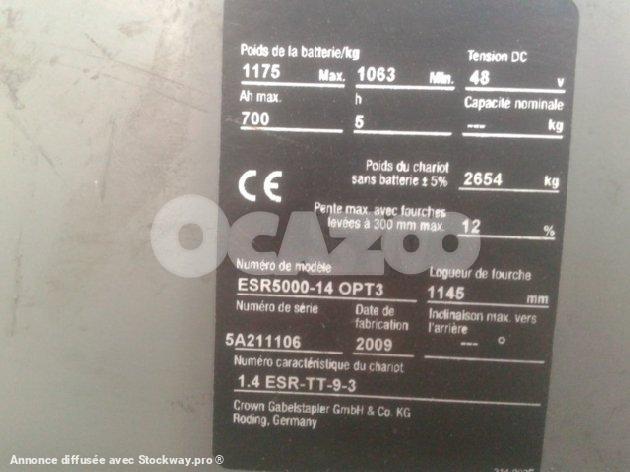 Poids de la batterie/kg Tension DC
1175 Max. 1063 Min. 48 v
Ah max. h Capacité nominale
700 5 --- kg
Poids du chariot
sans batterie ± 5% 2654 kg
CE
Pente max. avec fourches
levées à 300 mm max. 12 %
OCAZOO
Numéro de modèle Logueur de fourche
ESR5000-14 OPT3 1145 mm
Numéro de série Date de fabrication Inclinaison max. vers l'arrière
5A211106 2009 --- °
Numéro caractéristique du chariot
1.4 ESR-TT-9-3
Crown Gabelstapler GmbH & Co. KG
Roding, Germany
Annonce diffusée avec Stockway.pro ®